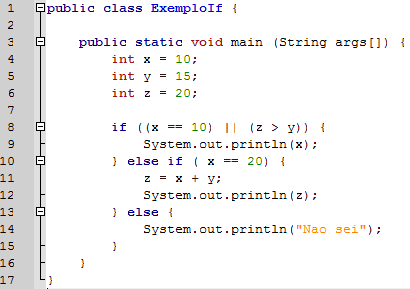 1 public class ExemploIf {
2
3     public static void main (String args[]) {
4         int x = 10;
5         int y = 15;
6         int z = 20;
7
8         if ((x == 10) || (z > y)) {
9             System.out.println(x);
10         } else if ( x == 20) {
11             z = x + y;
12             System.out.println(z);
13         } else {
14             System.out.println("Nao sei");
15         }
16     }
17 }